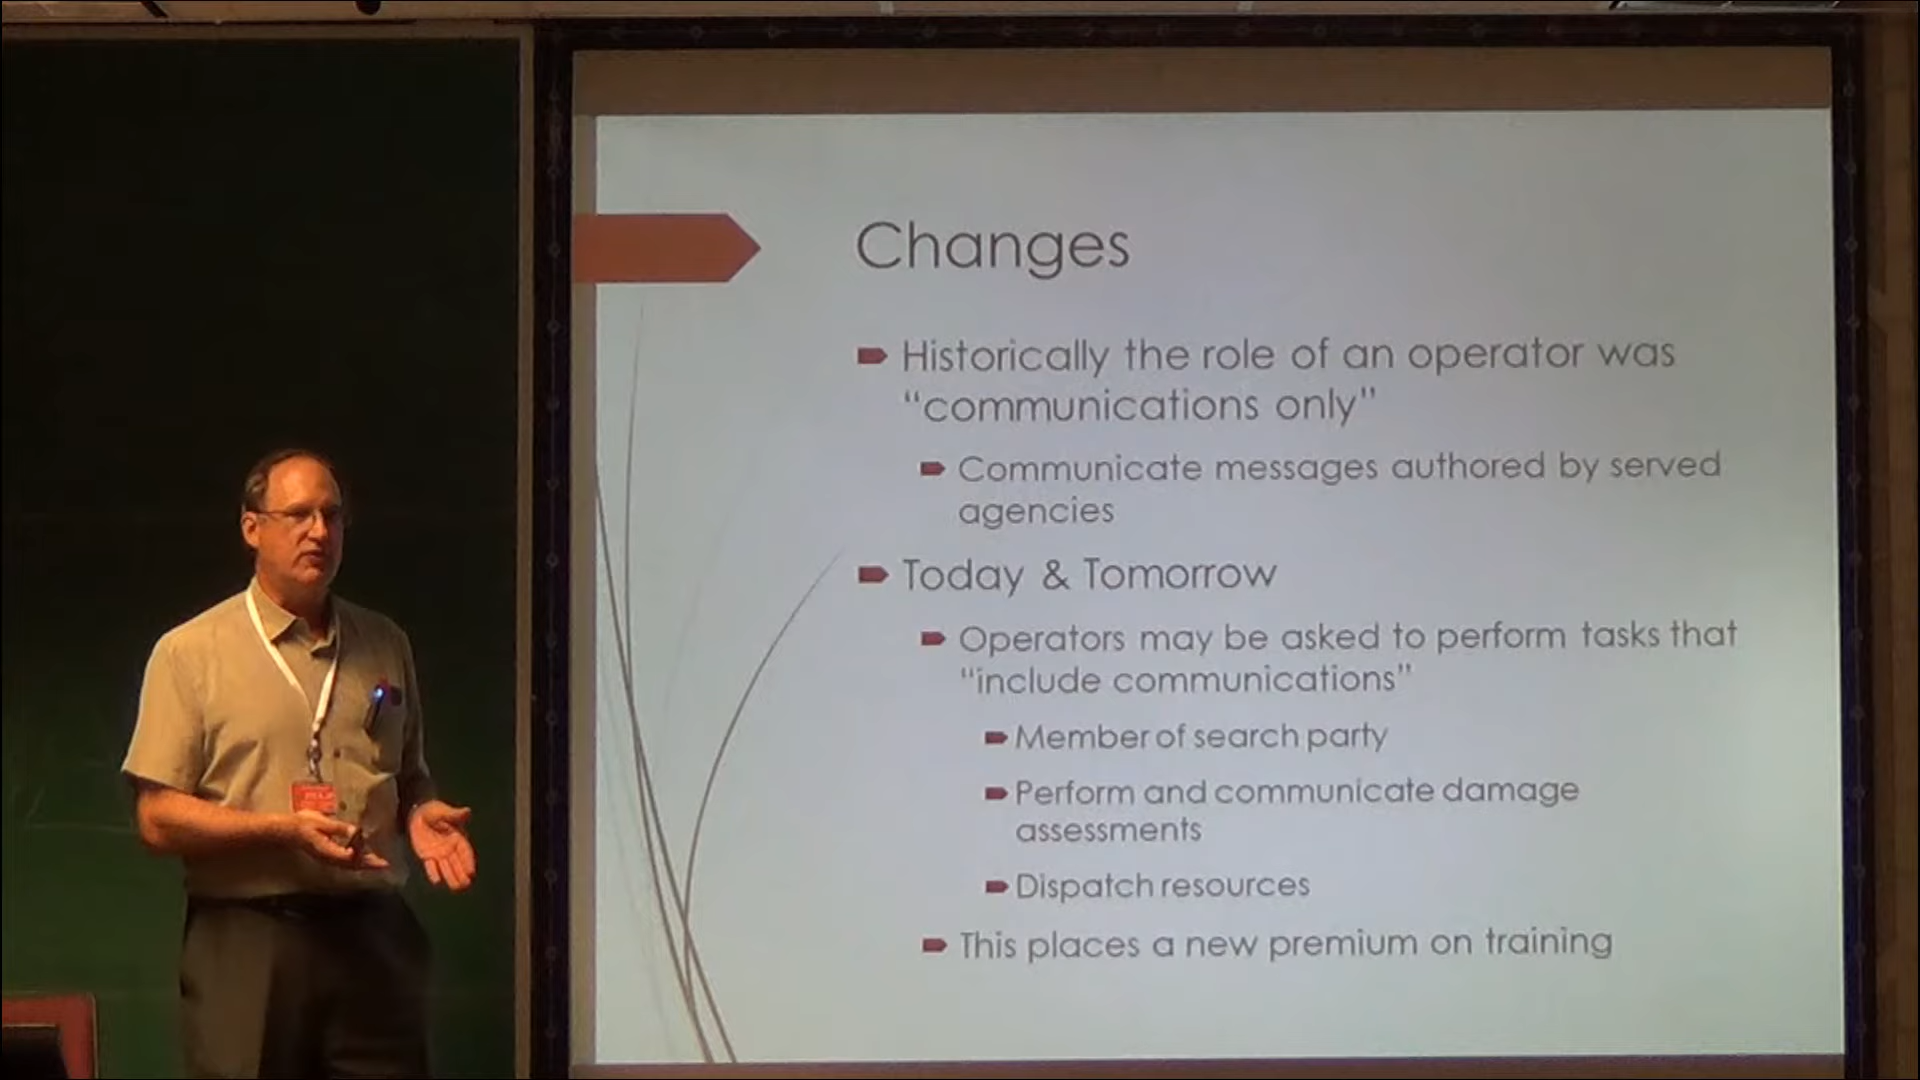 Changes
Historically the role of an operator was
“communications only”
Communicate messages authored by served
agencies
Today & Tomorrow
Operators may be asked to perform tasks that
“include communications”
Member of search party
Perform and communicate damage
assessments
Dispatch resources
This places a new premium on training